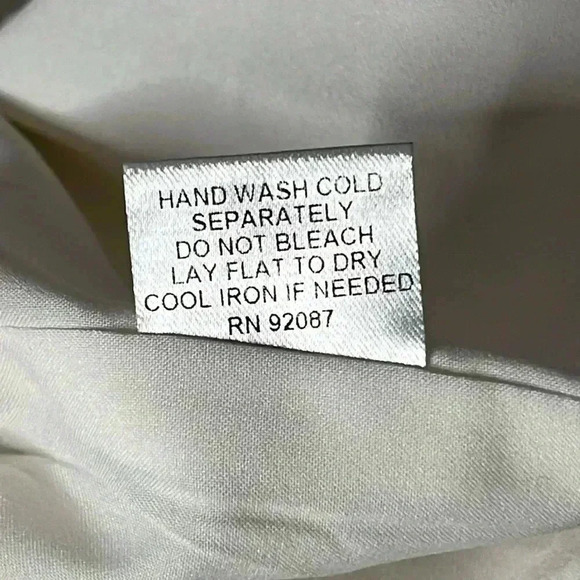 HAND WASH COLD
SEPARATELY
DO NOT BLEACH
LAY FLAT TO DRY
COOL IRON IF NEEDED
RN 92087